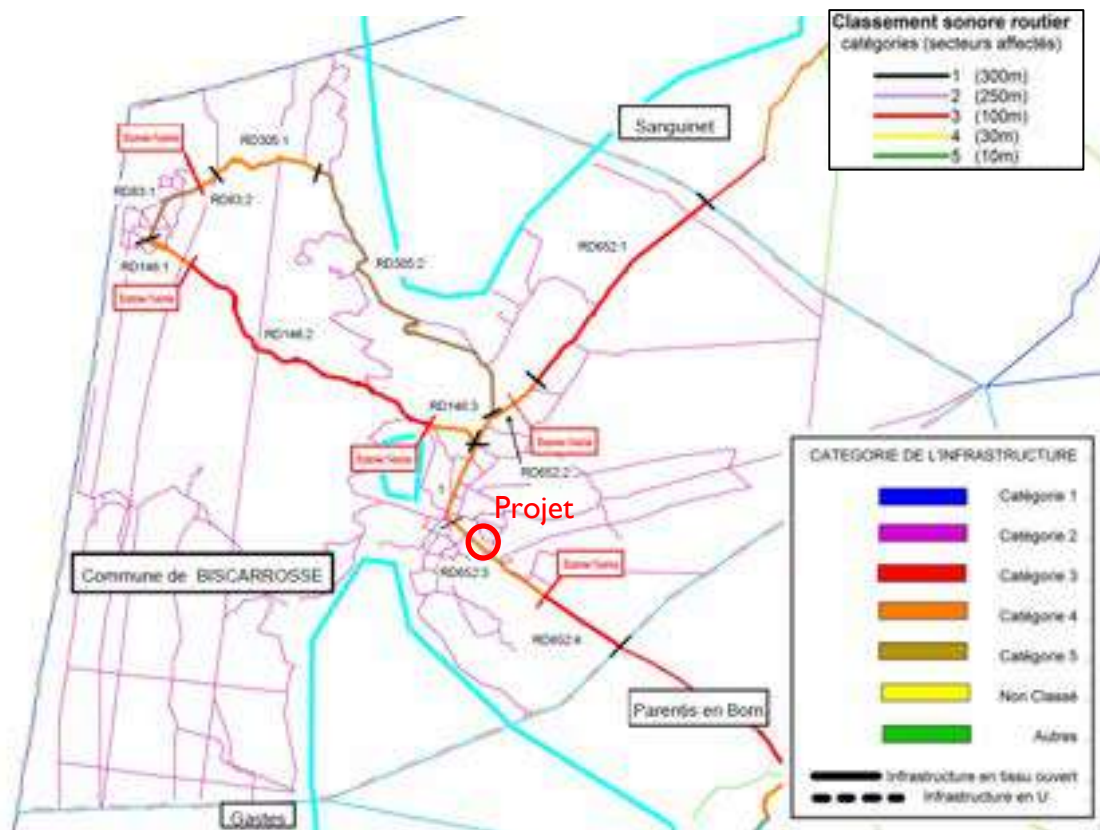 Classement sonore routier
catégories (secteurs affectés)
1 (300m)
2 (250m)
3 (100m)
4 (30m)
5 (10m)
Sanguinet
RD305:1
RD83:1
RD83:2
RD652:1
RD305:2
RD146:1
RD146:2
RD146:3
RD652:2
Projet
Commune de BISCARROSSE
RD652:3
RD652:4
Parentis en Born
Gastes
CATEGORIE DE L'INFRASTRUCTURE
Catégorie 1
Catégorie 2
Catégorie 3
Catégorie 4
Catégorie 5
Non Classé
Autres
Infrastructure en tissu ouvert
Infrastructure en U